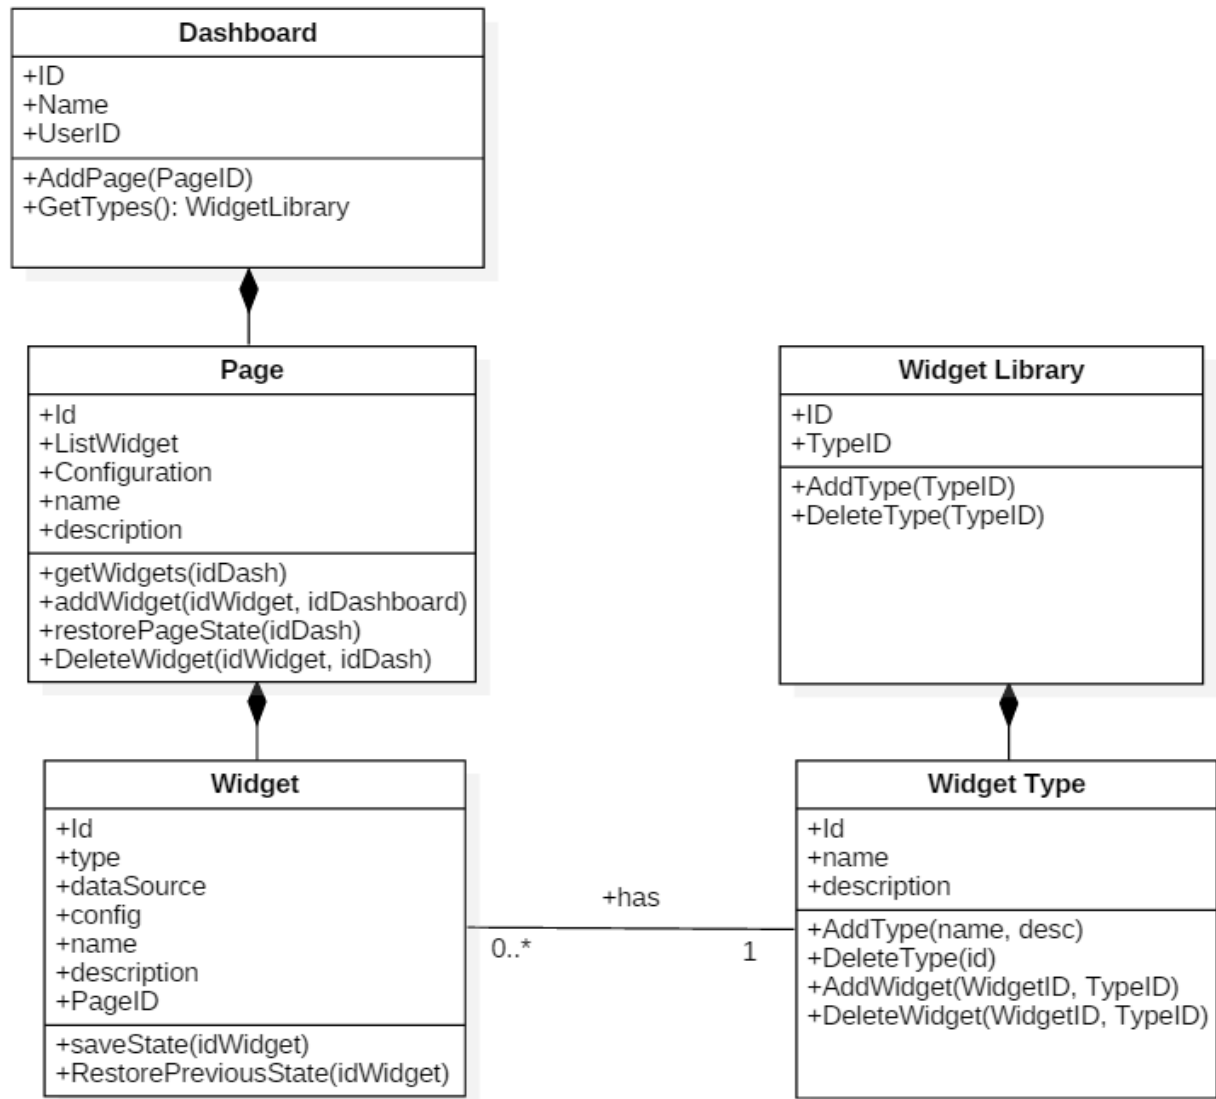 Dashboard
+ID
+Name
+UserID
+AddPage(PageID)
+GetTypes(): WidgetLibrary
Page
+Id
+ListWidget
+Configuration
+name
+description
+getWidgets(idDash)
+addWidget(idWidget, idDashboard)
+restorePageState(idDash)
+DeleteWidget(idWidget, idDash)
Widget Library
+ID
+TypeID
+AddType(TypeID)
+DeleteType(TypeID)
Widget
+Id
+type
+dataSource
+config
+name
+description
+PageID
+saveState(idWidget)
+RestorePreviousState(idWidget)
+has
0..*
1
Widget Type
+Id
+name
+description
+AddType(name, desc)
+DeleteType(id)
+AddWidget(WidgetID, TypeID)
+DeleteWidget(WidgetID, TypeID)